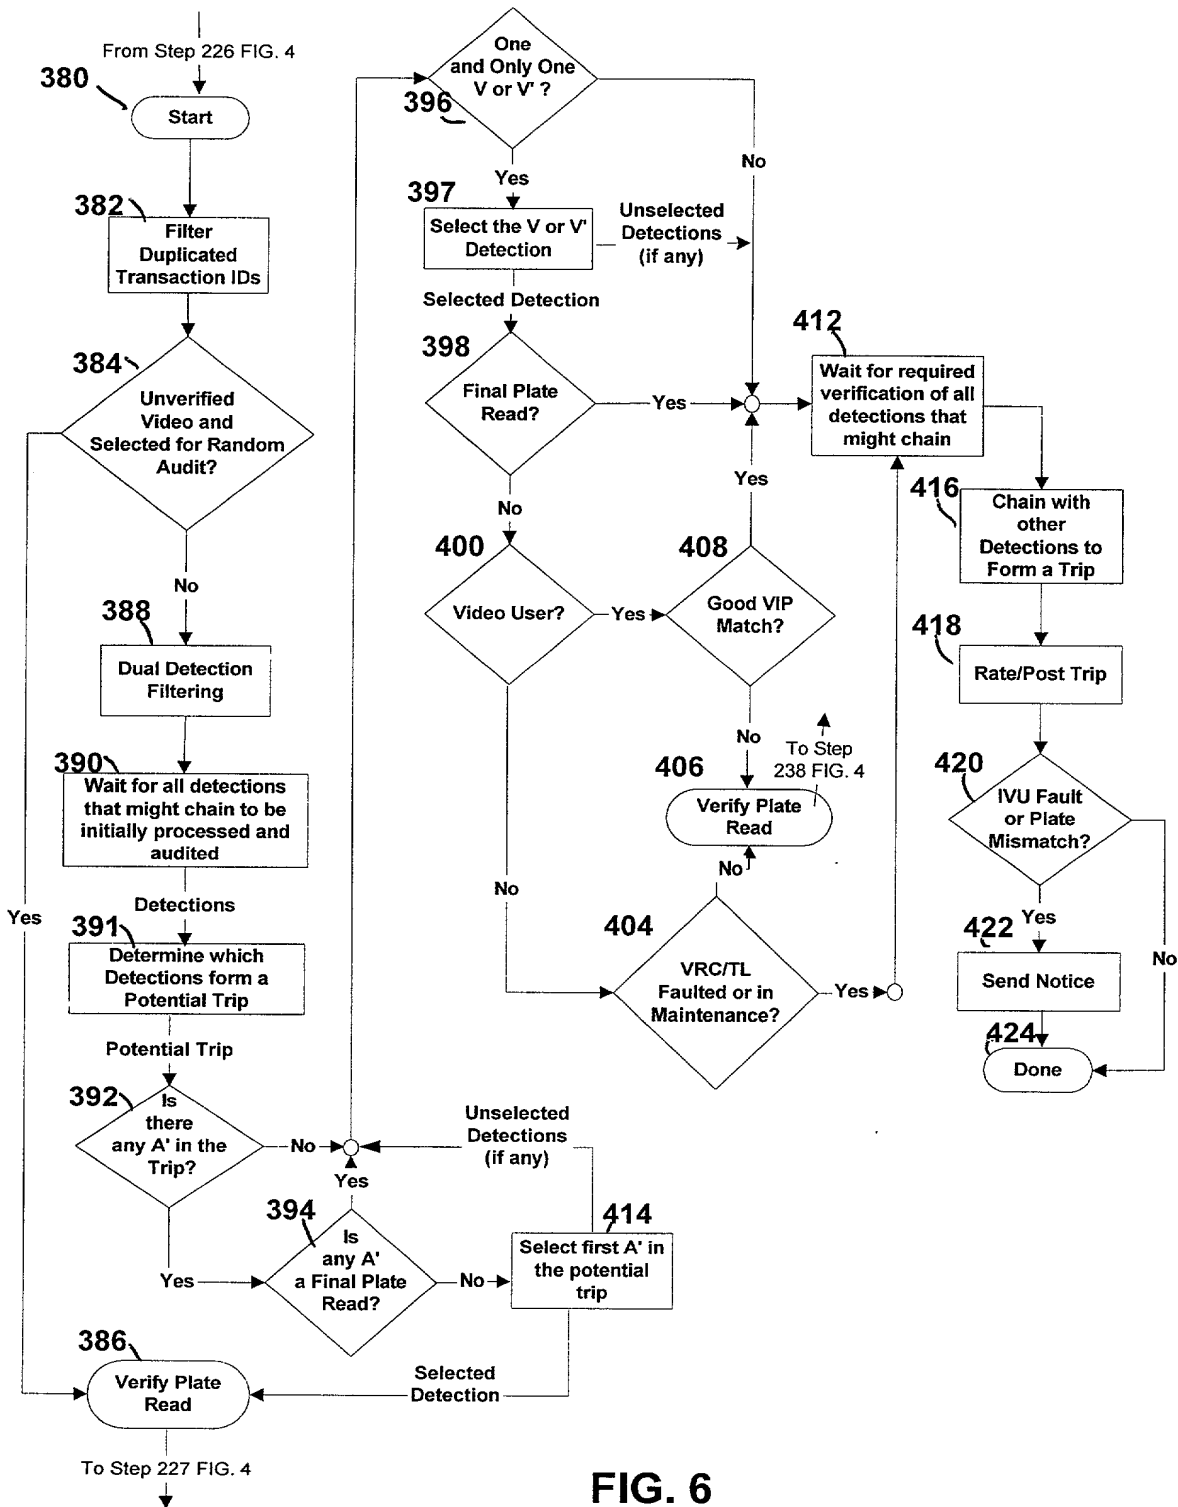 From Step 226 FIG. 4
380
Start
382
Filter
Duplicated
Transaction IDs
384
Unverified
Video and
Selected for Random
Audit?
No
388
Dual Detection
Filtering
390
Wait for all detections
that might chain to be
initially processed and
audited
Yes
Detections
391
Determine which
Detections form a
Potential Trip
Potential Trip
392
Is
there
any A' in the
Trip?
No
Yes
394
Is
any A'
a Final Plate
Read?
Yes
No
414
Select first A' in
the potential
trip
Unselected
Detections
(if any)
Selected
Detection
386
Verify Plate
Read
To Step 227 FIG. 4
One
and Only One
V or V' ?
396
Yes
No
397
Select the V or V'
Detection
Unselected
Detections
(if any)
Selected Detection
398
Final Plate
Read?
Yes
No
400
Video User?
Yes
No
408
Good VIP
Match?
Yes
No
406
To Step
238 FIG. 4
Verify Plate
Read
No
404
VRC/TL
Faulted or in
Maintenance?
Yes
412
Wait for required
verification of all
detections that
might chain
416
Chain with
other
Detections to
Form a Trip
418
Rate/Post Trip
420
IVU Fault
or Plate
Mismatch?
Yes
No
422
Send Notice
424
Done
FIG. 6